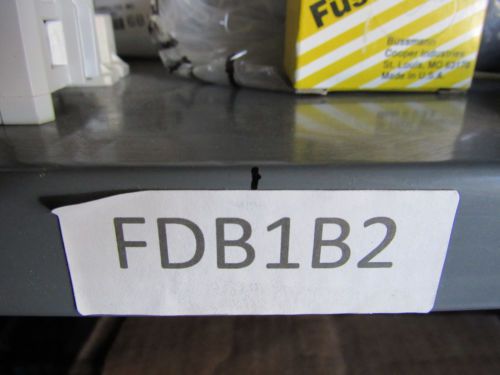 Fus
Bussmann
Cooper Industries
St. Louis, MO 63178
Made in U.S.A.
FDB1B2